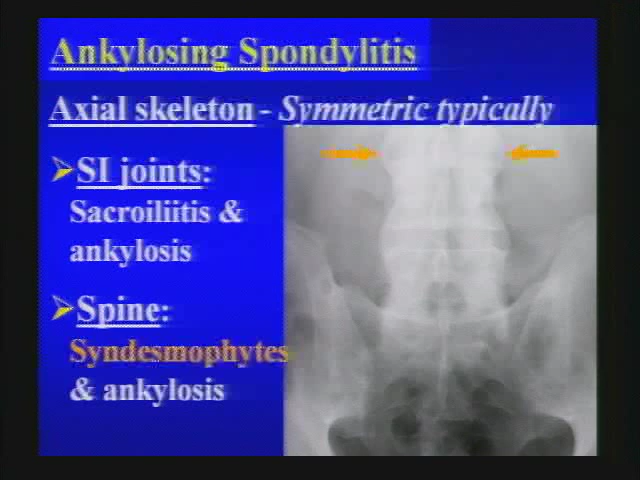 Ankylosing Spondylitis
Axial skeleton - Symmetric typically
SI joints:
Sacroiliitis &
ankylosis
Spine:
Syndesmophytes
& ankylosis